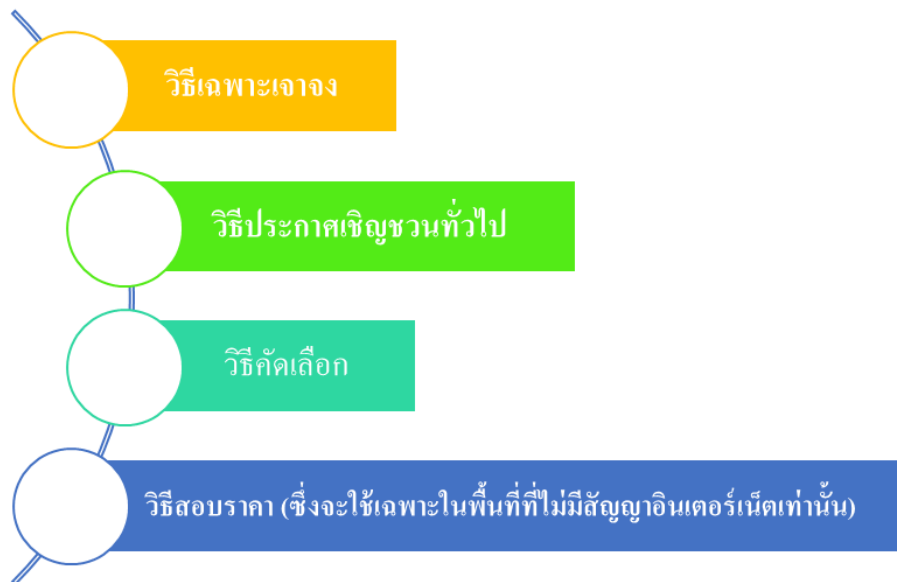 วิธีเฉพาะเจาจง
วิธีประกาศเชิญชวนทั่วไป
วิธีคัดเลือก
วิธีสอบราคา (ซึ่งจะใช้เฉพาะในพื้นที่ที่ไม่มีสัญญาอินเตอร์เน็ตเท่านั้น)